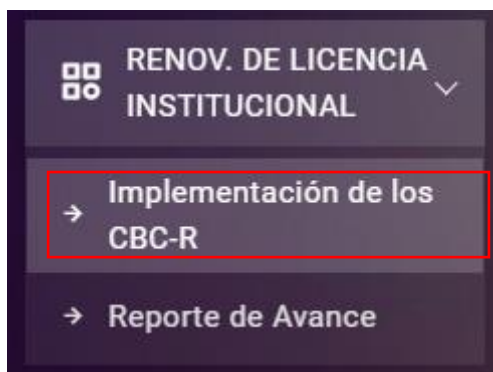 RENOV. DE LICENCIA
INSTITUCIONAL
Implementación de los
CBC-R
Reporte de Avance